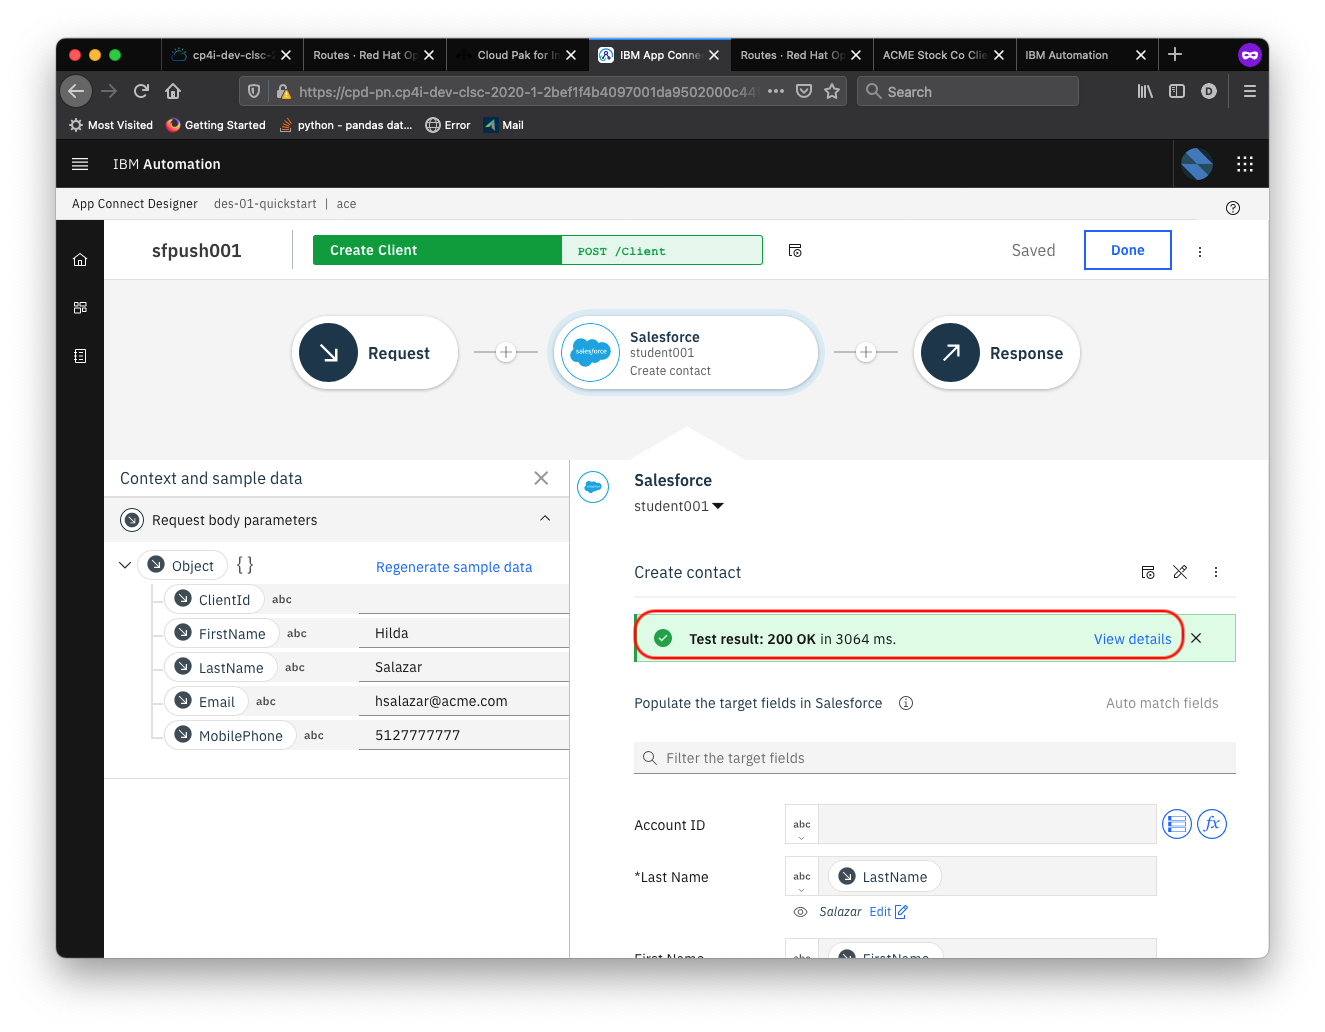 cp4i-dev-clsc-
Routes · Red Hat Op
Cloud Pak for In
IBM App Conne
Routes · Red Hat Op
ACME Stock Co Clie
IBM Automation
https://cpd-pn.cp4i-dev-clsc-2020-1-2bef1f4b4097001da9502000c44
Search
D
Most Visited
Getting Started
python - pandas dat...
Error
Mail
IBM Automation
App Connect Designer des-01-quickstart | ace
sfpush001
Create Client
POST /Client
Saved
Done
Request
salesforce
Salesforce
student001
Create contact
Response
Context and sample data
Request body parameters
Object { }
Regenerate sample data
ClientId abc
FirstName abc Hilda
LastName abc Salazar
Email abc hsalazar@acme.com
MobilePhone abc 5127777777
Salesforce
student001
Create contact
Test result: 200 OK in 3064 ms.
View details
Populate the target fields in Salesforce
Auto match fields
Filter the target fields
Account ID abc
fx
*Last Name abc LastName
Salazar Edit
First Name abc FirstName